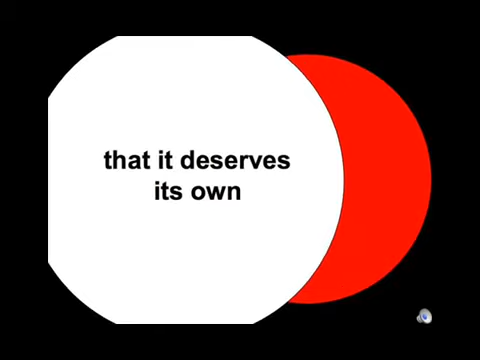 that it deserves
its own